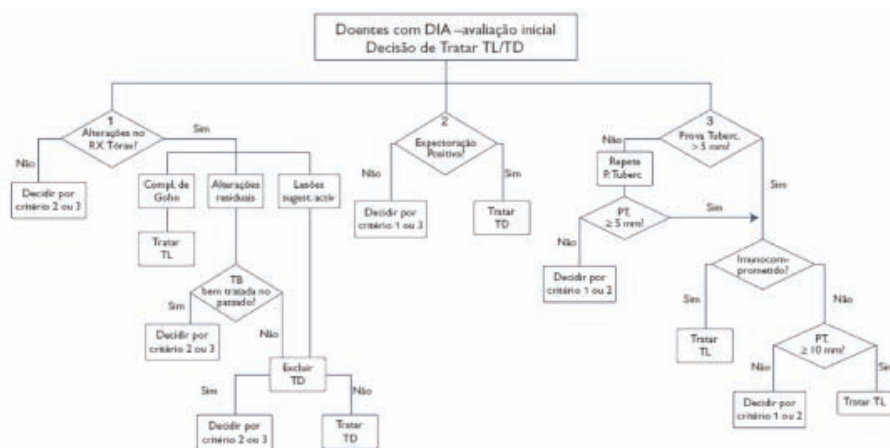 Doentes com DIA –avaliação inicial
Decisão de Tratar TL/TD
1
Alterações no
RX Tórax?
Não
Sim
Decidir por
critério 2 ou 3
Compl. de
Gohn
Alterações
residuais
Lesões
sugest. activ
Tratar
TL
TB
bem tratada no
passado?
Sim
Não
Decidir por
critério 2 ou 3
Excluir
TD
Sim
Não
Decidir por
critério 2 ou 3
Tratar
TD
2
Expectoração
Positiva?
Não
Sim
Decidir por
critério 1 ou 3
Tratar
TD
3
Prova Tuberc.
> 5 mm?
Não
Sim
Repete
P. Tuberc
PT.
≥ 5 mm?
Sim
Não
Decidir por
critério 1 ou 2
Imunocom-
prometido?
Sim
Não
Tratar
TL
PT.
≥ 10 mm?
Não
Sim
Decidir por
critério 1 ou 2
Tratar TL